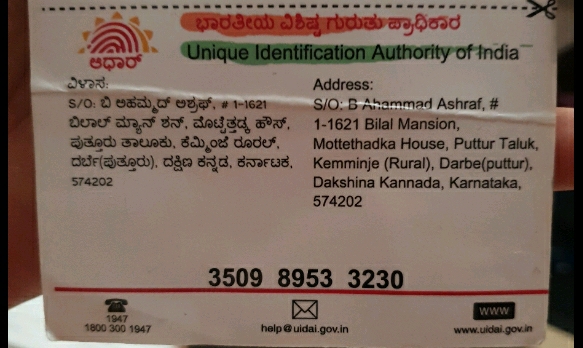 ಭಾರತೀಯ ವಿಶಿಷ್ಟ ಗುರುತು ಪ್ರಾಧಿಕಾರ
Unique Identification Authority of India
ಆಧಾರ್
ವಿಳಾಸ:
S/O: ಬಿ ಅಹಮ್ಮದ್ ಅಶ್ರಫ್, # 1-1621
ಬಿಲಾಲ್ ಮ್ಯಾನ್ ಶನ್, ಮೊಟ್ಟೆತ್ತಡ್ಕ ಹೌಸ್,
ಪುತ್ತೂರು ತಾಲೂಕು, ಕೆಮ್ಮಿಂಜೆ ರೂರಲ್,
ದರ್ಬೆ(ಪುತ್ತೂರು), ದಕ್ಷಿಣ ಕನ್ನಡ, ಕರ್ನಾಟಕ,
574202
Address:
S/O: B Ahammad Ashraf, #
1-1621 Bilal Mansion,
Mottethadka House, Puttur Taluk,
Kemminje (Rural), Darbe(puttur),
Dakshina Kannada, Karnataka,
574202
3509 8953 3230
1947
1800 300 1947
help@uidai.gov.in
www
www.uidai.gov.in